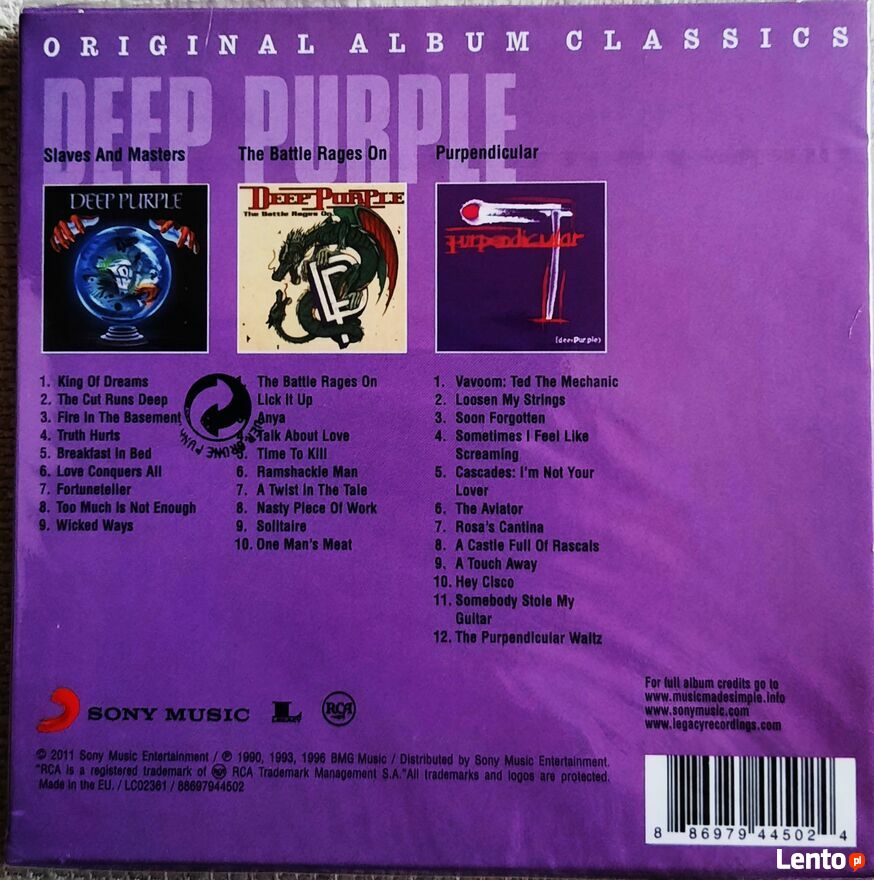 ORIGINAL ALBUM CLASSICS
DEEP PURPLE
Slaves And Masters
DEEP PURPLE
1. King Of Dreams
2. The Cut Runs Deep
3. Fire In The Basement
4. Truth Hurts
5. Breakfast In Bed
6. Love Conquers All
7. Fortuneteller
8. Too Much Is Not Enough
9. Wicked Ways
The Battle Rages On
DEEP PURPLE
The Battle Rages On
The Battle Rages On
Lick It Up
Anya
4. Talk About Love
5. Time To Kill
6. Ramshackle Man
7. A Twist In The Tale
8. Nasty Piece Of Work
9. Solitaire
10. One Man's Meat
Purpendicular
Purpendicular
(deepPurple)
1. Vavoom: Ted The Mechanic
2. Loosen My Strings
3. Soon Forgotten
4. Sometimes I Feel Like
Screaming
5. Cascades: I'm Not Your
Lover
6. The Aviator
7. Rosa's Cantina
8. A Castle Full Of Rascals
9. A Touch Away
10. Hey Cisco
11. Somebody Stole My
Guitar
12. The Purpendicular Waltz
For full album credits go to
www.musicmadesimple.info
www.sonymusic.com
www.legacyrecordings.com
SONY MUSIC
L
LEGACY
RCA
© 2011 Sony Music Entertainment / ℗ 1990, 1993, 1996 BMG Music / Distributed by Sony Music Entertainment.
"RCA is a registered trademark of RCA RCA Trademark Management S.A."All trademarks and logos are protected.
Made in the EU. / LC02361 / 88697944502
8 86979 44502 4
Lento pl